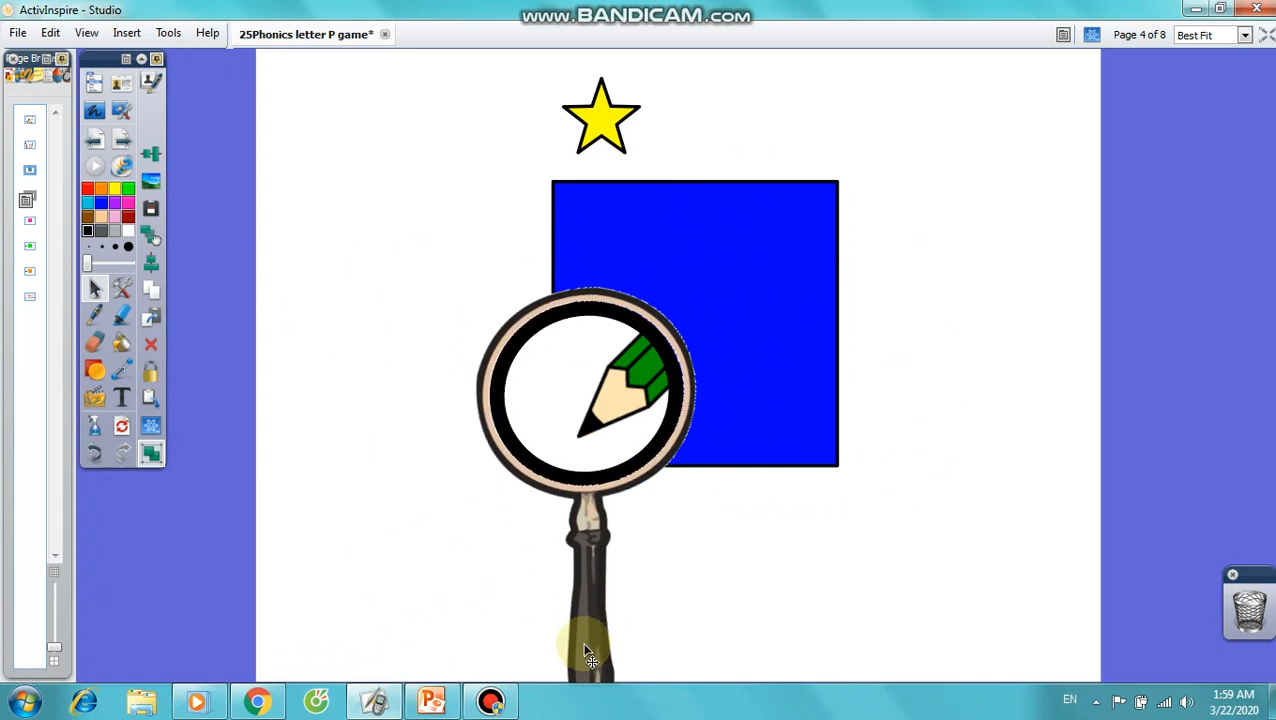 ActivInspire - Studio
www.BANDICAM.com
File Edit View Insert Tools Help
25Phonics letter P game*
Page 4 of 8
Best Fit
T
EN
1:59 AM
3/22/2020